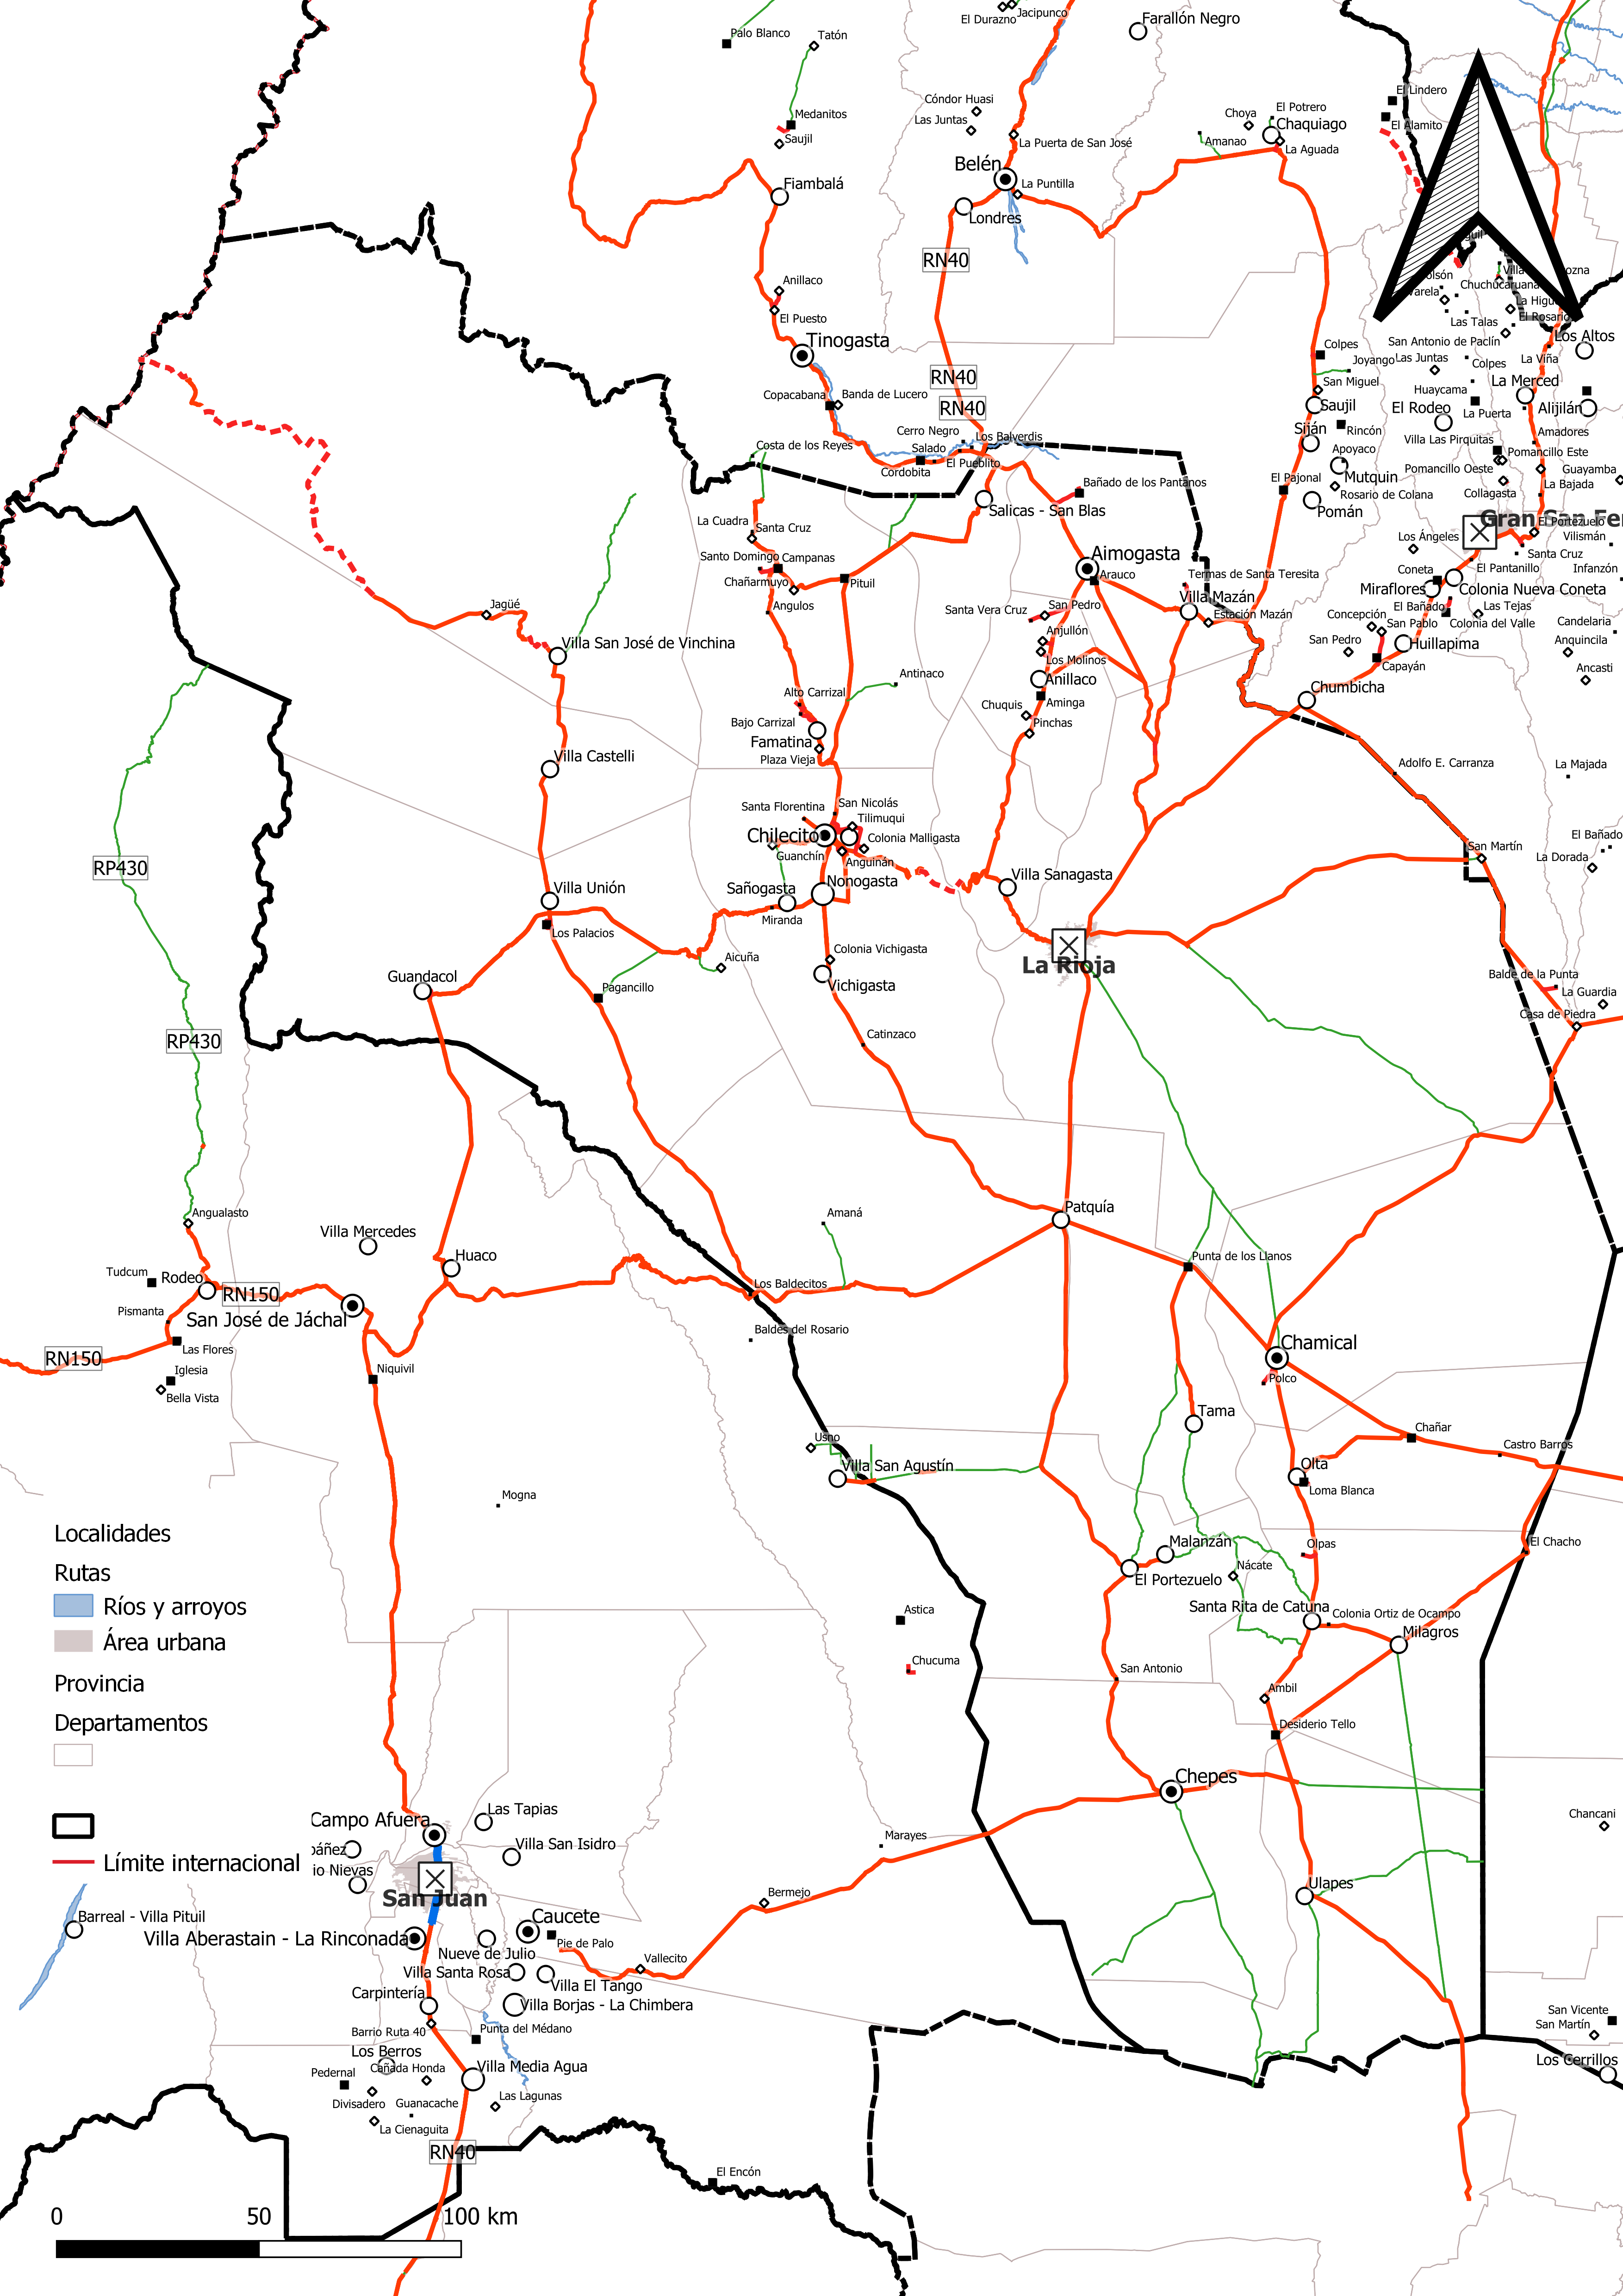 El Durazno
Jacipunco
Farallón Negro
Palo Blanco
Tatón
El Lindero
Cóndor Huasi
Las Juntas
Choya
El Potrero
Chaquiago
El Alamito
Medanitos
Saujil
La Puerta de San José
Amanao
La Aguada
Belén
La Puntilla
Fiambalá
Londres
RN40
Anillaco
El Puesto
Tinogasta
Chuchucaruana
Las Talas
El Rosario
Los Altos
Colpes
Joyango
San Antonio de Paclín
Las Juntas
Colpes
La Viña
RN40
Copacabana
Banda de Lucero
San Miguel
Huaycama
La Merced
RN40
Saujil
El Rodeo
La Puerta
Alijilán
Cerro Negro
Los Balverdis
Siján
Rincón
Villa Las Pirquitas
Amadores
Costa de los Reyes
Salado
El Pueblito
Apoyaco
Pomancillo Este
Cordobita
Mutquin
Pomancillo Oeste
Guayamba
El Pajonal
Rosario de Colana
Collagasta
La Bajada
Bañado de los Pantanos
Salicas - San Blas
Pomán
Gran San Fe
La Cuadra
Santa Cruz
El Portezuelo
Vilismán
Los Ángeles
Aimogasta
Santa Cruz
Santo Domingo
Campanas
Arauco
Termas de Santa Teresita
Coneta
El Pantanillo
Infanzón
Chañarmuyo
Pituil
Miraflores
Colonia Nueva Coneta
Jagüé
Angulos
Santa Vera Cruz
San Pedro
Villa Mazán
Estación Mazán
Concepción
El Bañado
Las Tejas
San Pablo
Colonia del Valle
Candelaria
Anjullón
San Pedro
Huillapima
Anquincila
Villa San José de Vinchina
Los Molinos
Capayán
Ancasti
Antinaco
Anillaco
Chumbicha
Alto Carrizal
Aminga
Bajo Carrizal
Chuquis
Pinchas
Famatina
Villa Castelli
Plaza Vieja
Adolfo E. Carranza
La Majada
Santa Florentina
San Nicolás
Tilimuqui
Chilecito
Colonia Malligasta
El Bañado
San Martín
La Dorada
Guanchín
Anguinán
RP430
Villa Unión
Sañogasta
Nonogasta
Villa Sanagasta
Miranda
Los Palacios
Colonia Vichigasta
La Rioja
Aicuña
Guandacol
Pagancillo
Vichigasta
Balde de la Punta
La Guardia
Casa de Piedra
RP430
Catinzaco
Angualasto
Amaná
Patquía
Villa Mercedes
Huaco
Punta de los Llanos
Tudcum
Rodeo
RN150
Los Baldecitos
Pismanta
San José de Jáchal
Baldes del Rosario
Las Flores
Chamical
RN150
Iglesia
Niquivil
Polco
Bella Vista
Tama
Chañar
Usno
Castro Barros
Villa San Agustín
Olta
Loma Blanca
Mogna
Localidades
Malanzán
Olpas
El Chacho
Rutas
Nácate
El Portezuelo
Ríos y arroyos
Astica
Santa Rita de Catuna
Colonia Ortiz de Ocampo
Área urbana
Milagros
Chucuma
San Antonio
Provincia
Ambil
Departamentos
Desiderio Tello
Chepes
Las Tapias
Campo Afuera
Chancani
Villa San Isidro
Marayes
Límite internacional
io Nievas
San Juan
Ulapes
Bermejo
Barreal - Villa Pituil
Caucete
Villa Aberastain - La Rinconada
Pie de Palo
Nueve de Julio
Vallecito
Villa Santa Rosa
Villa El Tango
Carpintería
Villa Borjas - La Chimbera
San Vicente
Barrio Ruta 40
Punta del Médano
San Martín
Los Berros
Cañada Honda
Villa Media Agua
Los Cerrillos
Pedernal
Las Lagunas
Divisadero
Guanacache
La Cienaguita
RN40
El Encón
0
50
100 km